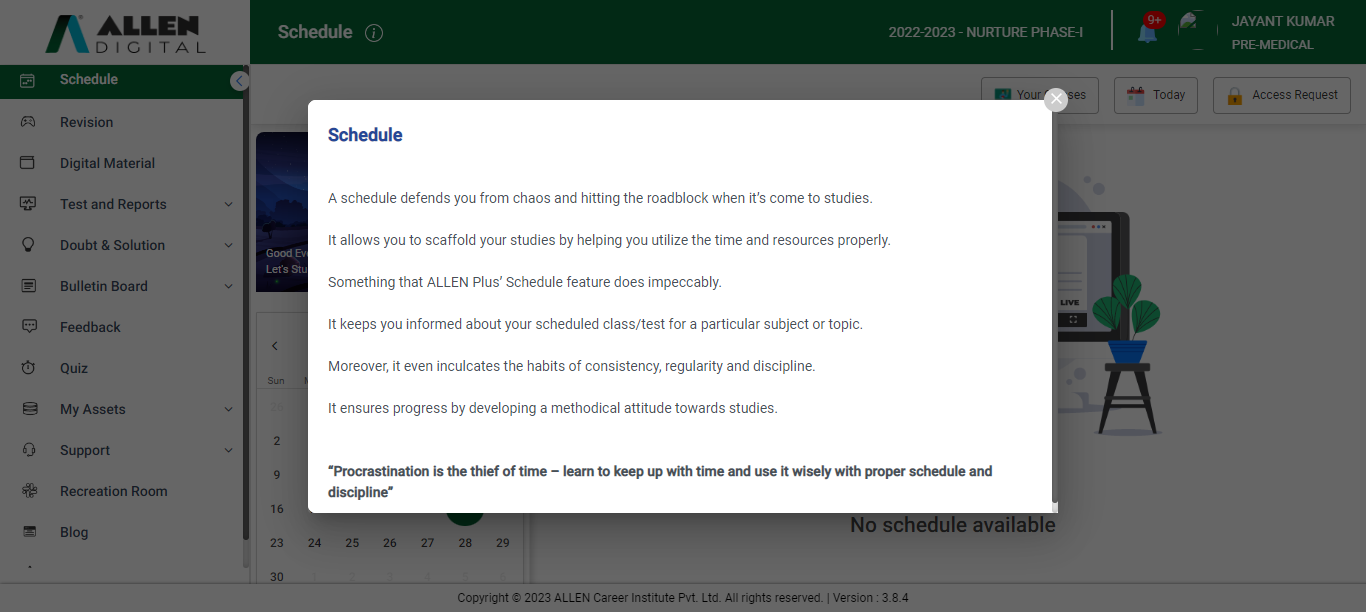 ALLEN
DIGITAL
Schedule
2022-2023 - NURTURE PHASE-I
9+
JAYANT KUMAR
PRE-MEDICAL
Schedule
Revision
Digital Material
Test and Reports
Doubt & Solution
Bulletin Board
Feedback
Quiz
My Assets
Support
Recreation Room
Blog
Today
Access Request
Good
Let's
Schedule
A schedule defends you from chaos and hitting the roadblock when it’s come to studies.
It allows you to scaffold your studies by helping you utilize the time and resources properly.
Something that ALLEN Plus’ Schedule feature does impeccably.
It keeps you informed about your scheduled class/test for a particular subject or topic.
Moreover, it even inculcates the habits of consistency, regularity and discipline.
It ensures progress by developing a methodical attitude towards studies.
“Procrastination is the thief of time – learn to keep up with time and use it wisely with proper schedule and
discipline”
LIVE
Sun
2
9
16
23 24 25 26 27 28 29
30
No schedule available
Copyright © 2023 ALLEN Career Institute Pvt. Ltd. All rights reserved. | Version : 3.8.4